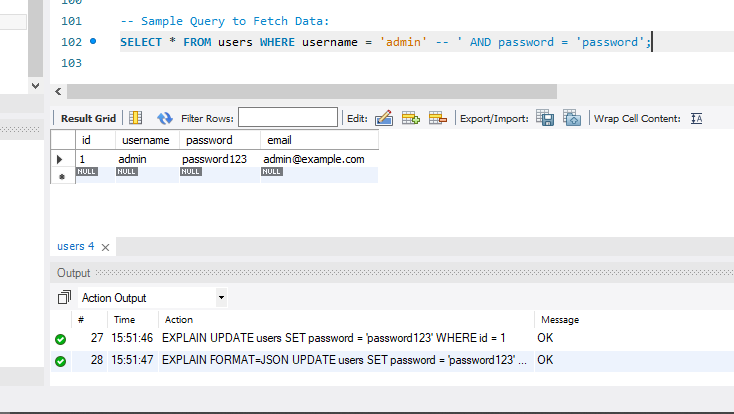 100
101 -- Sample Query to Fetch Data:
102 SELECT * FROM users WHERE username = 'admin' -- ' AND password = 'password';
103
Result Grid Filter Rows: Edit: Export/Import: Wrap Cell Content:
id username password email
1 admin password123 admin@example.com
NULL NULL NULL NULL
users 4
Output
Action Output
# Time Action Message
27 15:51:46 EXPLAIN UPDATE users SET password = 'password123' WHERE id = 1 OK
28 15:51:47 EXPLAIN FORMAT=JSON UPDATE users SET password = 'password123' ... OK